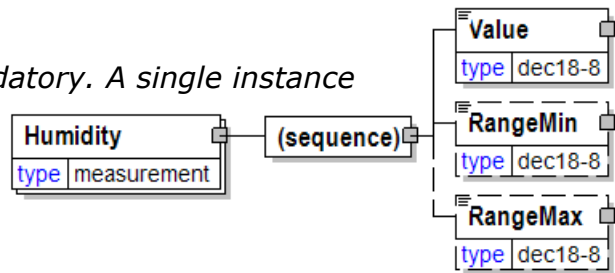 Value
type dec18-8
datory. A single instance
RangeMin
type dec18-8
Humidity
type measurement
(sequence)
RangeMax
type dec18-8